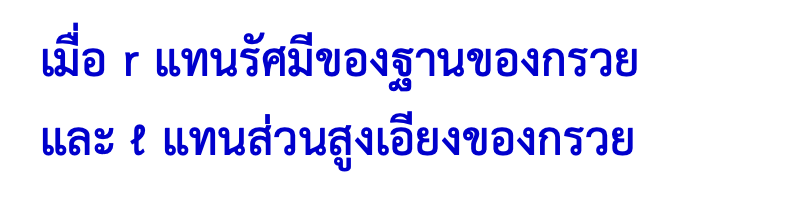 เมื่อ r แทนรัศมีของฐานของกรวย
และ ℓ แทนส่วนสูงเอียงของกรวย